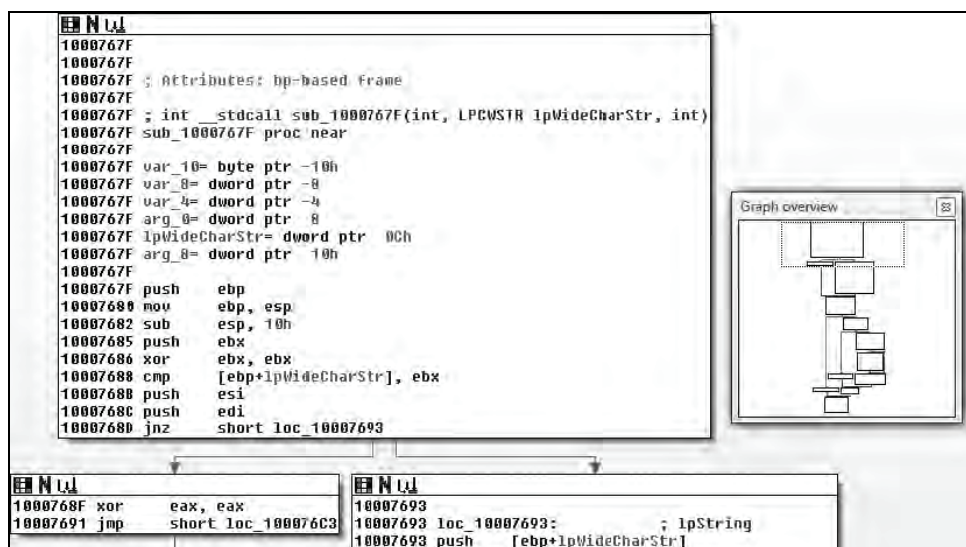 1000767F
1000767F
1000767F ; Attributes: bp-based frame
1000767F
1000767F ; int __stdcall sub_1000767F(int, LPCWSTR lpWideCharStr, int)
1000767F sub_1000767F proc near
1000767F
1000767F var_10= byte ptr -10h
1000767F var_8= dword ptr -8
1000767F var_4= dword ptr -4
1000767F arg_0= dword ptr 8
1000767F lpWideCharStr= dword ptr 0Ch
1000767F arg_8= dword ptr 10h
1000767F
1000767F push ebp
10007680 mov ebp, esp
10007682 sub esp, 10h
10007685 push ebx
10007686 xor ebx, ebx
10007688 cmp [ebp+lpWideCharStr], ebx
1000768B push esi
1000768C push edi
1000768D jnz short loc_10007693
Graph overview
1000768F xor eax, eax
10007691 jmp short loc_100076C3
10007693
10007693 loc_10007693: ; lpString
10007693 push [ebp+lpWideCharStr]